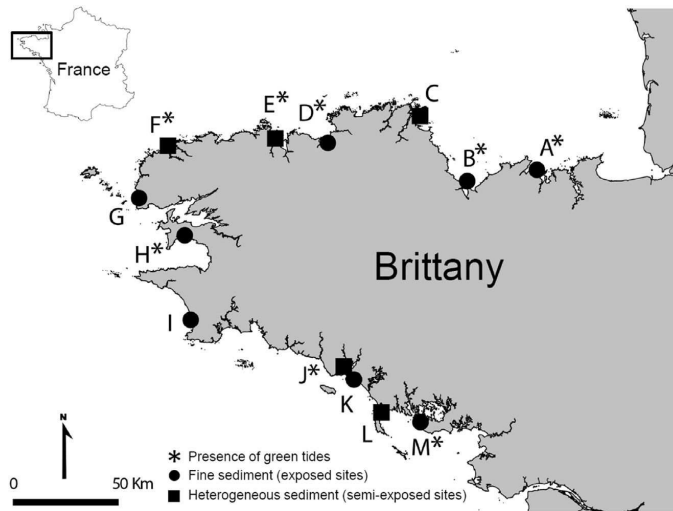 France
C
E*
D*
F*
A*
B*
G
H*
Brittany
I
J*
K
L
M*
N
* Presence of green tides
Fine sediment (exposed sites)
0 50 Km
Heterogeneous sediment (semi-exposed sites)